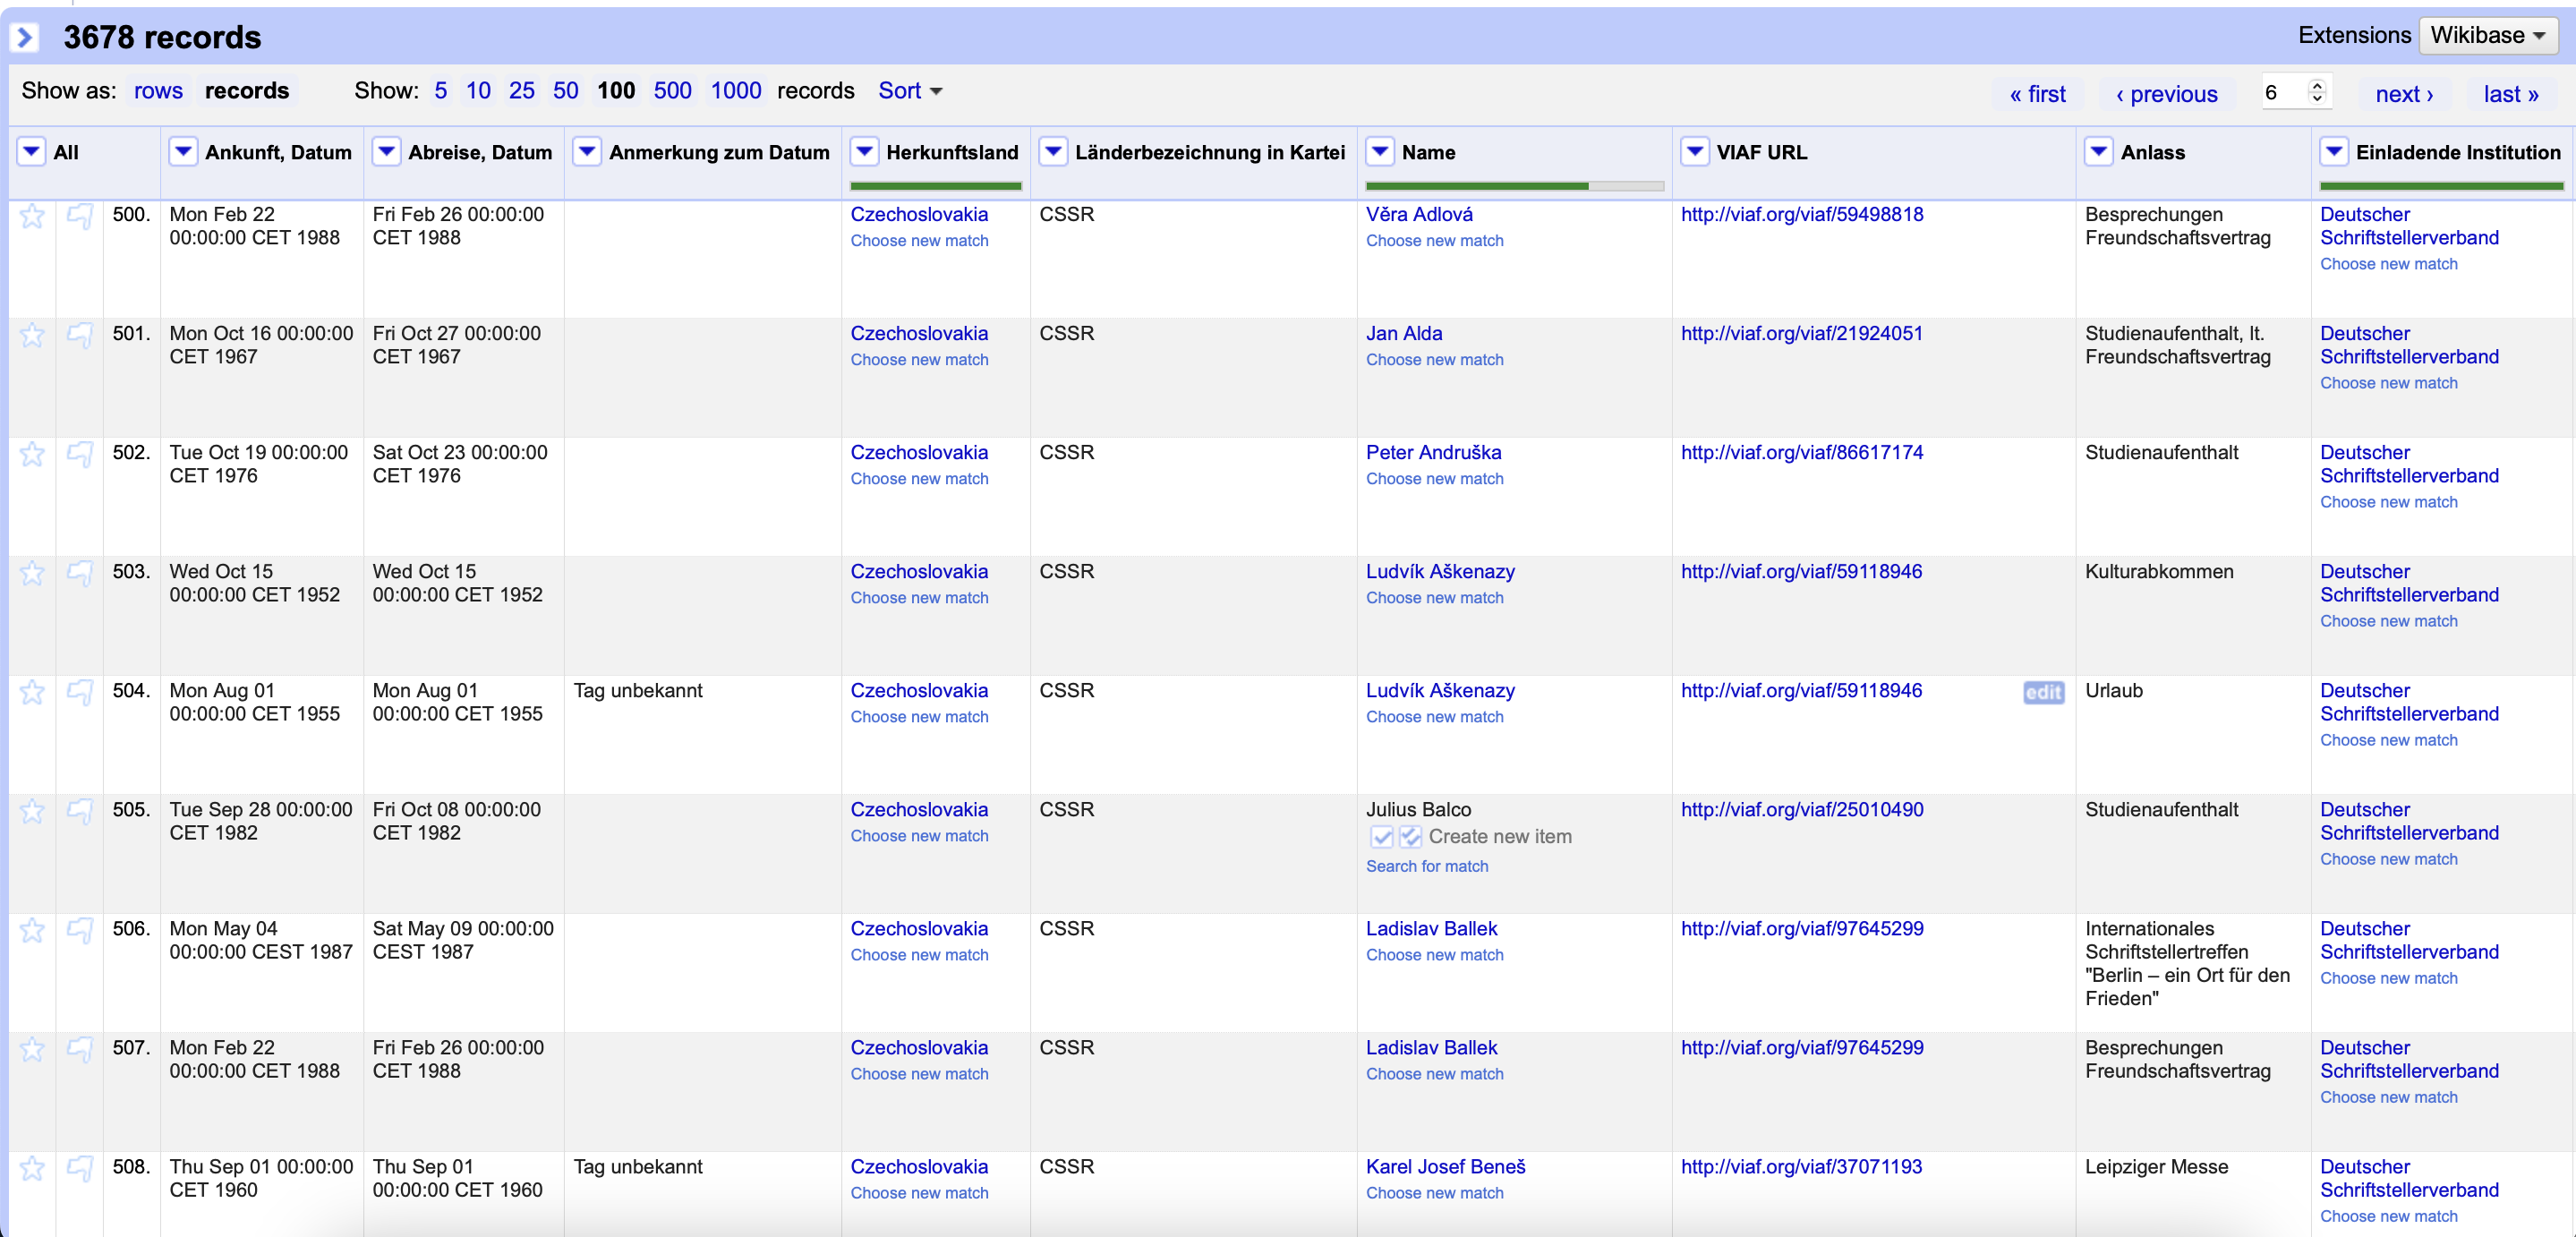 3678 records
Extensions Wikibase
Show as: rows records Show: 5 10 25 50 100 500 1000 records Sort
« first ‹ previous 6 next › last »
All Ankunft, Datum Abreise, Datum Anmerkung zum Datum Herkunftsland Länderbezeichnung in Kartei Name VIAF URL Anlass Einladende Institution
500. Mon Feb 22 Fri Feb 26 00:00:00 Czechoslovakia CSSR Věra Adlová http://viaf.org/viaf/59498818 Besprechungen Deutscher
00:00:00 CET 1988 CET 1988 Choose new match Choose new match Freundschaftsvertrag Schriftstellerverband
Choose new match
501. Mon Oct 16 00:00:00 Fri Oct 27 00:00:00 Czechoslovakia CSSR Jan Alda http://viaf.org/viaf/21924051 Studienaufenthalt, lt. Deutscher
CET 1967 CET 1967 Choose new match Choose new match Freundschaftsvertrag Schriftstellerverband
Choose new match
502. Tue Oct 19 00:00:00 Sat Oct 23 00:00:00 Czechoslovakia CSSR Peter Andruška http://viaf.org/viaf/86617174 Studienaufenthalt Deutscher
CET 1976 CET 1976 Choose new match Choose new match Schriftstellerverband
Choose new match
503. Wed Oct 15 Wed Oct 15 Czechoslovakia CSSR Ludvík Aškenazy http://viaf.org/viaf/59118946 Kulturabkommen Deutscher
00:00:00 CET 1952 00:00:00 CET 1952 Choose new match Choose new match Schriftstellerverband
Choose new match
504. Mon Aug 01 Mon Aug 01 Tag unbekannt Czechoslovakia CSSR Ludvík Aškenazy http://viaf.org/viaf/59118946 edit Urlaub Deutscher
00:00:00 CET 1955 00:00:00 CET 1955 Choose new match Choose new match Schriftstellerverband
Choose new match
505. Tue Sep 28 00:00:00 Fri Oct 08 00:00:00 Czechoslovakia CSSR Julius Balco http://viaf.org/viaf/25010490 Studienaufenthalt Deutscher
CET 1982 CET 1982 Choose new match Create new item Schriftstellerverband
Search for match Choose new match
506. Mon May 04 Sat May 09 00:00:00 Czechoslovakia CSSR Ladislav Ballek http://viaf.org/viaf/97645299 Internationales Deutscher
00:00:00 CEST 1987 CEST 1987 Choose new match Choose new match Schriftstellertreffen Schriftstellerverband
"Berlin – ein Ort für den Choose new match
Frieden"
507. Mon Feb 22 Fri Feb 26 00:00:00 Czechoslovakia CSSR Ladislav Ballek http://viaf.org/viaf/97645299 Besprechungen Deutscher
00:00:00 CET 1988 CET 1988 Choose new match Choose new match Freundschaftsvertrag Schriftstellerverband
Choose new match
508. Thu Sep 01 00:00:00 Thu Sep 01 Tag unbekannt Czechoslovakia CSSR Karel Josef Beneš http://viaf.org/viaf/37071193 Leipziger Messe Deutscher
CET 1960 00:00:00 CET 1960 Choose new match Choose new match Schriftstellerverband
Choose new match